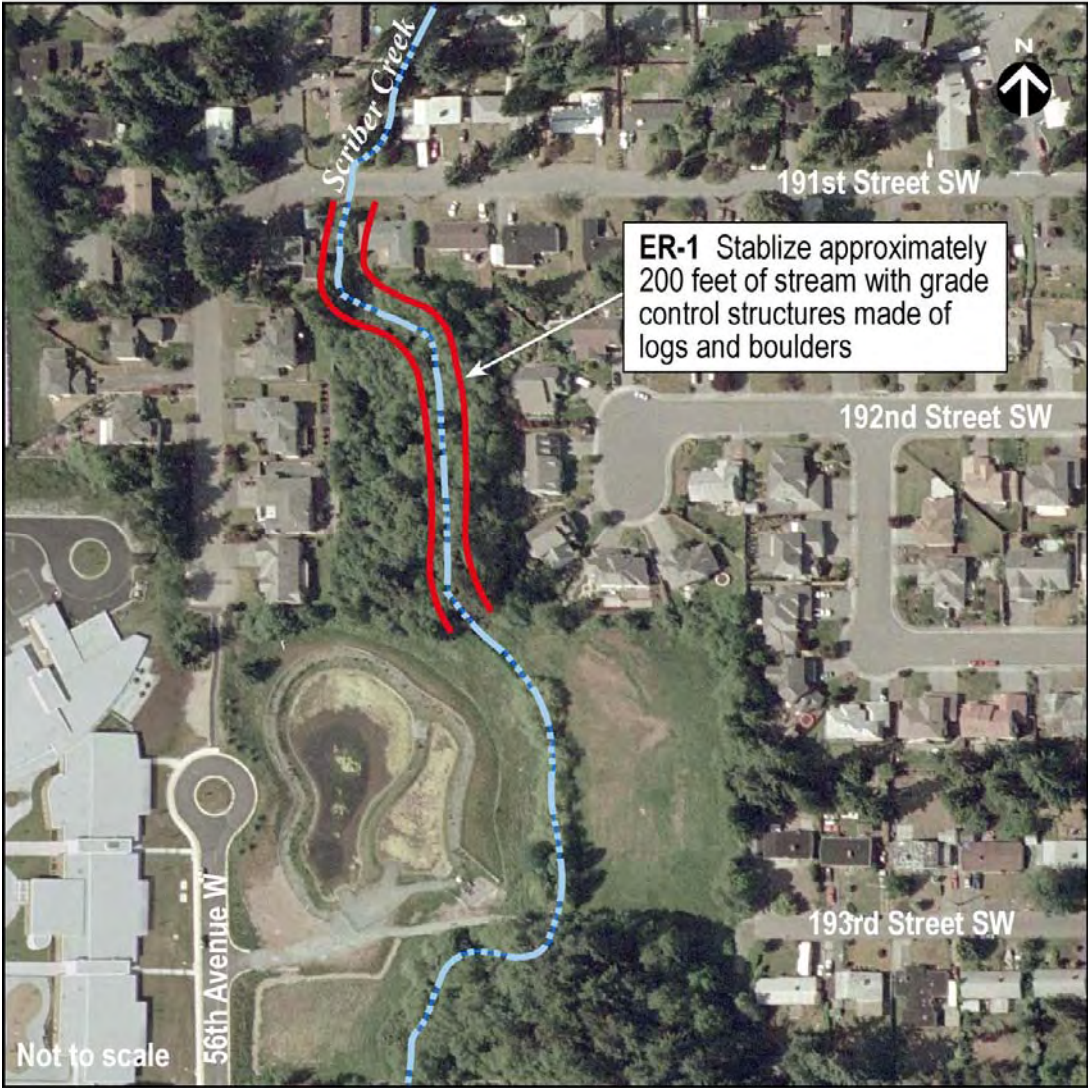 Scriber Creek
N
191st Street SW
ER-1 Stablize approximately
200 feet of stream with grade
control structures made of
logs and boulders
192nd Street SW
193rd Street SW
56th Avenue W
Not to scale